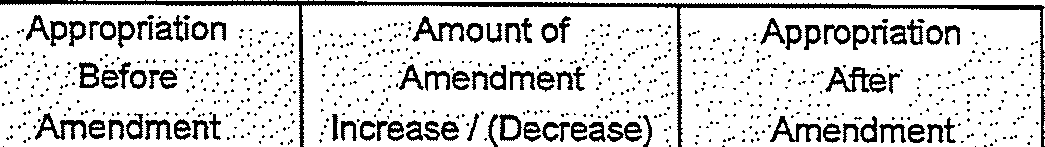 Appropriation Before Amendment
Amount of Amendment Increase / (Decrease)
Appropriation After Amendment